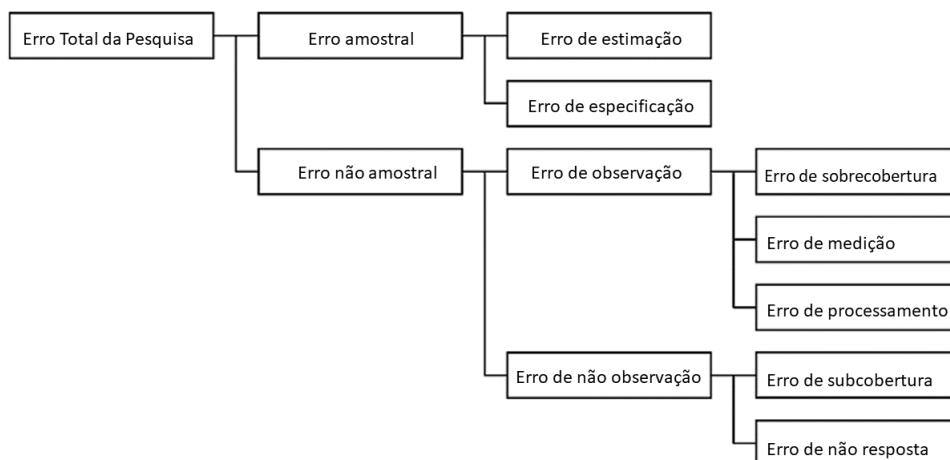 Erro Total da Pesquisa
Erro amostral
Erro de estimação
Erro de especificação
Erro não amostral
Erro de observação
Erro de sobrecobertura
Erro de medição
Erro de processamento
Erro de não observação
Erro de subcobertura
Erro de não resposta